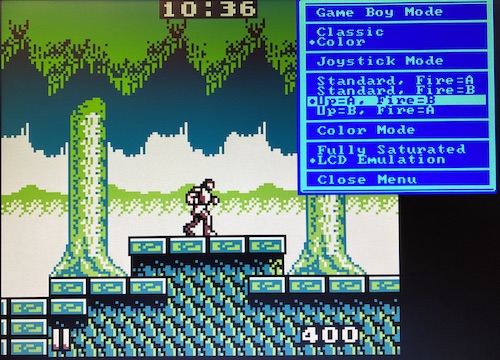 10:36
Game Boy Mode
Classic
Color
Joystick Mode
Standard, Fire=A
Standard, Fire=B
Up=A, Fire=B
Up=B, Fire=A
Color Mode
Fully Saturated
LCD Emulation
Close Menu
400